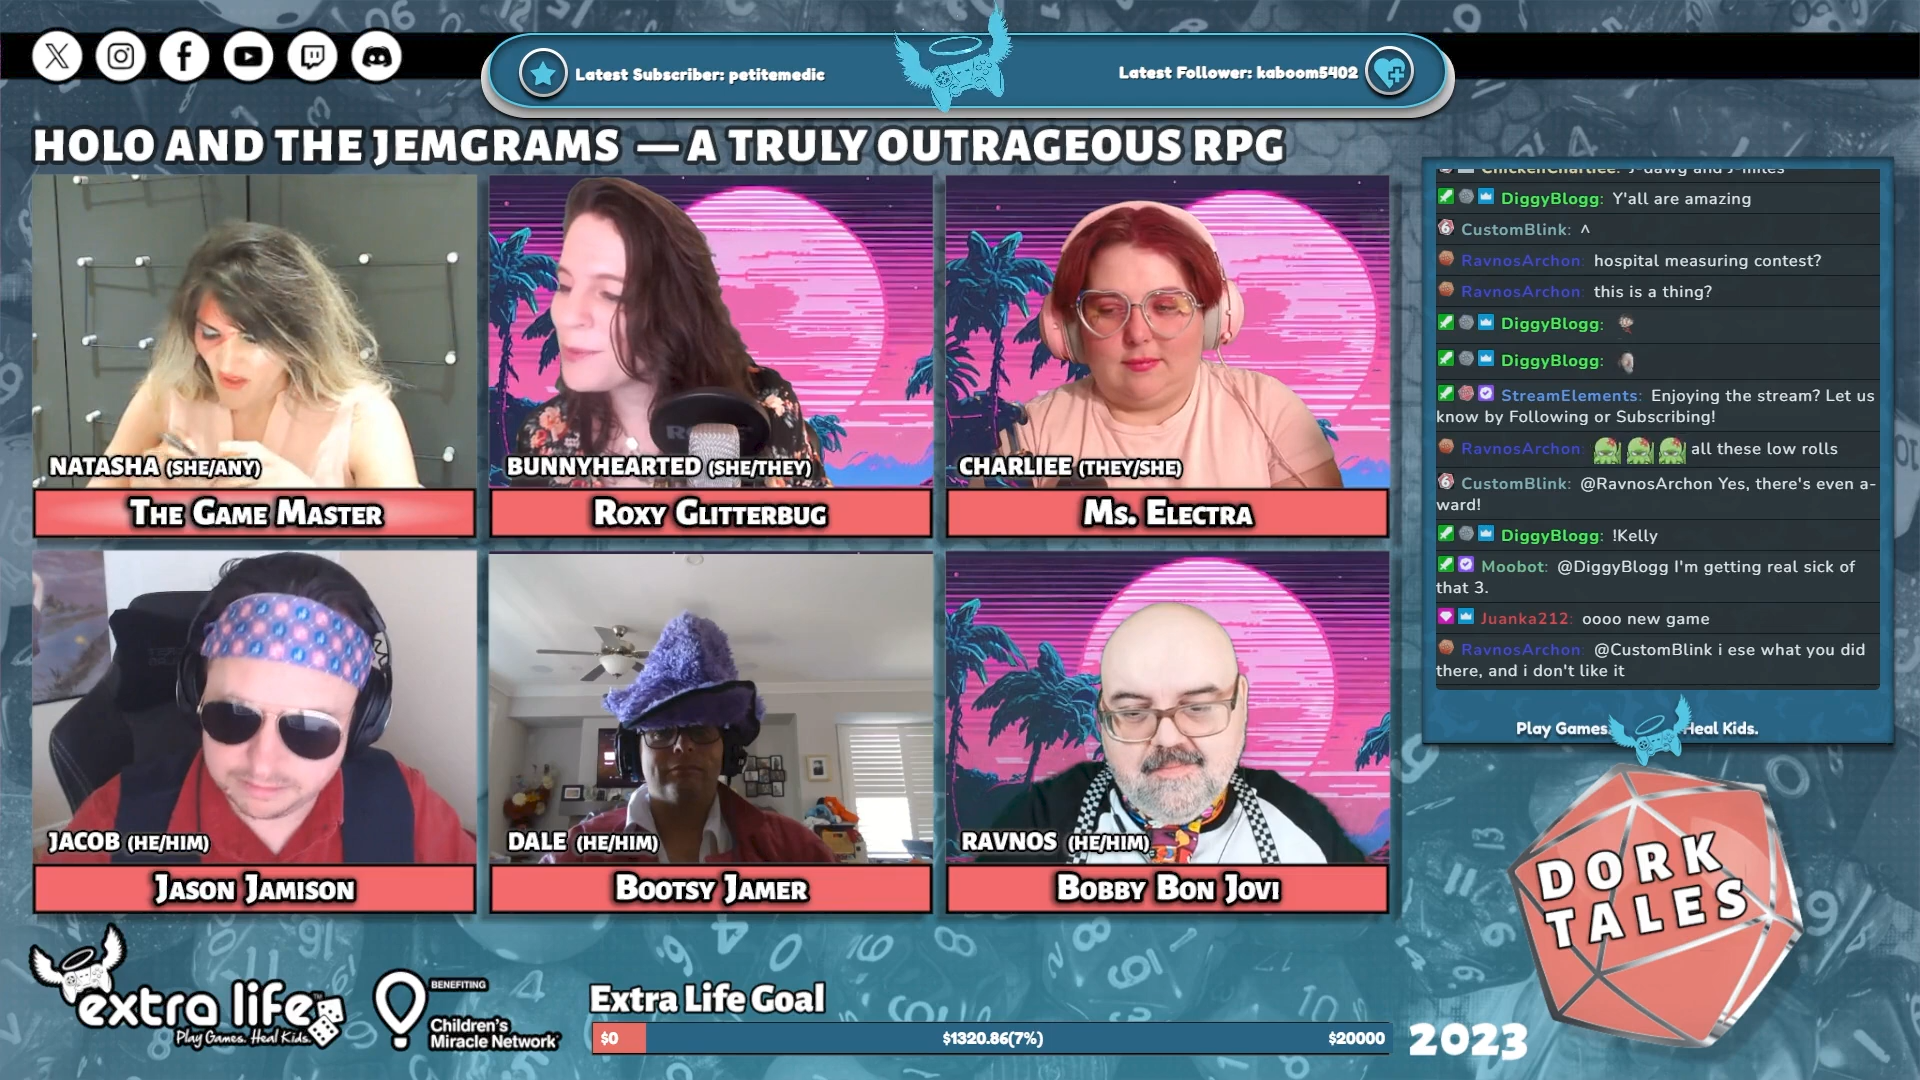 Latest Subscriber: petitemedic
Latest Follower: kaboom5402
HOLO AND THE JEMGRAMS — A TRULY OUTRAGEOUS RPG
NATASHA (SHE/ANY)
THE GAME MASTER
BUNNYHEARTED (SHE/THEY)
ROXY GLITTERBUG
CHARLIEE (THEY/SHE)
MS. ELECTRA
JACOB (HE/HIM)
JASON JAMISON
DALE (HE/HIM)
BOOTSY JAMER
RAVNOS (HE/HIM)
BOBBY BON JOVI
ChickenCharliee: J-dawg and J-miles
DiggyBlogg: Y'all are amazing
CustomBlink: ^
RavnosArchon: hospital measuring contest?
RavnosArchon: this is a thing?
DiggyBlogg:
DiggyBlogg:
StreamElements: Enjoying the stream? Let us
know by Following or Subscribing!
RavnosArchon: all these low rolls
CustomBlink: @RavnosArchon Yes, there's even a-
ward!
DiggyBlogg: !Kelly
Moobot: @DiggyBlogg I'm getting real sick of
that 3.
Juanka212: oooo new game
RavnosArchon: @CustomBlink i ese what you did
there, and i don't like it
Play Games. Heal Kids.
DORK
TALES
extra life
Play Games. Heal Kids.
BENEFITING
Children's
Miracle Network
Extra Life Goal
$0 $1320.86(7%) $20000
2023